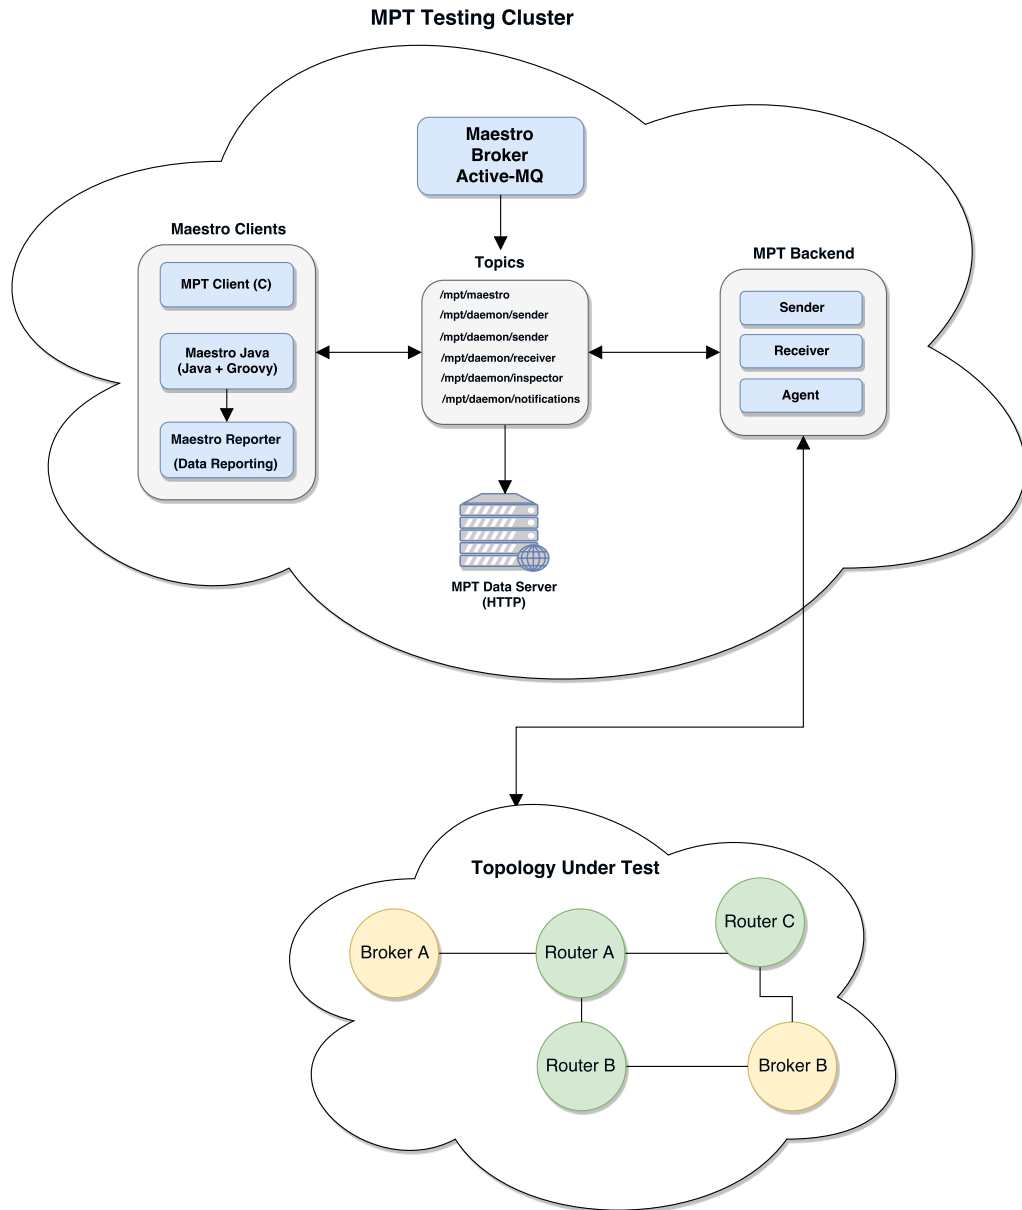 MPT Testing Cluster
Maestro
Broker
Active-MQ
Maestro Clients
MPT Client (C)
Maestro Java
(Java + Groovy)
Maestro Reporter
(Data Reporting)
Topics
/mpt/maestro
/mpt/daemon/sender
/mpt/daemon/sender
/mpt/daemon/receiver
/mpt/daemon/inspector
/mpt/daemon/notifications
MPT Backend
Sender
Receiver
Agent
MPT Data Server
(HTTP)
Topology Under Test
Broker A
Router A
Router C
Router B
Broker B